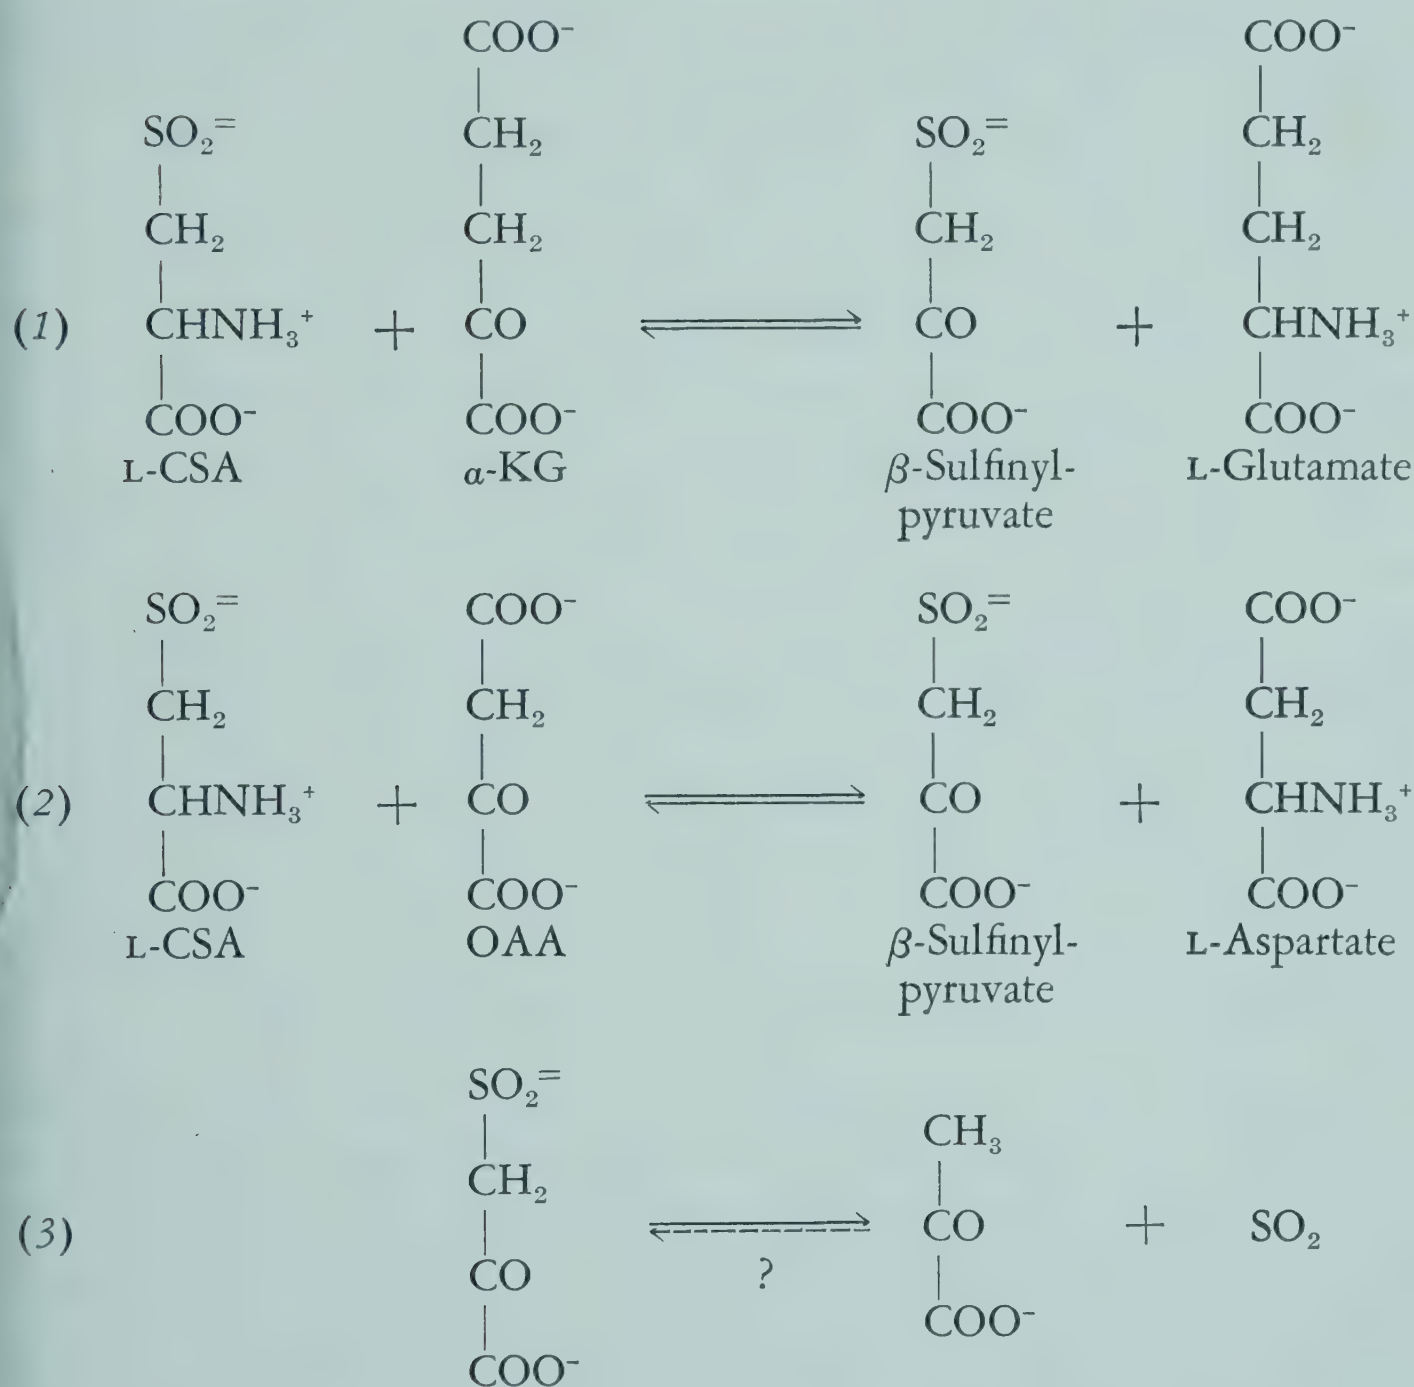 COO⁻ COO⁻
SO₂⁼ CH₂ SO₂⁼ CH₂
CH₂ CH₂ CH₂ CH₂
(1) CHNH₃⁺ + CO ⇌ CO + CHNH₃⁺
COO⁻ COO⁻ COO⁻ COO⁻
L-CSA α-KG β-Sulfinyl- L-Glutamate
pyruvate
SO₂⁼ COO⁻ SO₂⁼ COO⁻
CH₂ CH₂ CH₂ CH₂
(2) CHNH₃⁺ + CO ⇌ CO + CHNH₃⁺
COO⁻ COO⁻ COO⁻ COO⁻
L-CSA OAA β-Sulfinyl- L-Aspartate
pyruvate
SO₂⁼
CH₃
CH₂
(3) ⇌ CO + SO₂
CO ?
COO⁻
COO⁻